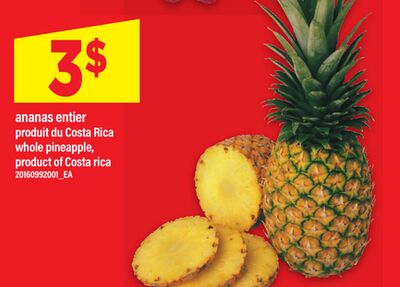 3$
ananas entier
produit du Costa Rica
whole pineapple,
product of Costa rica
20160992001_EA